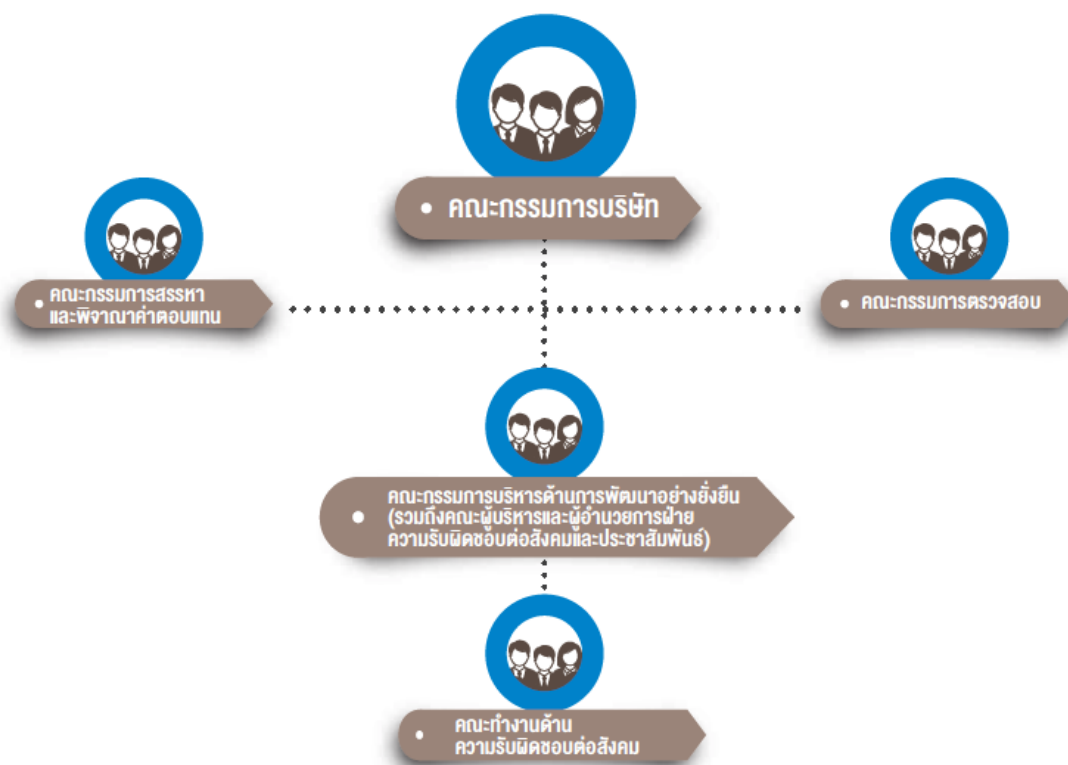 คณะกรรมการบริษัท
คณะกรรมการสรรหา
และพิจาณาค่าตอบแทน
คณะกรรมการตรวจสอบ
คณะกรรมการบริหารด้านการพัฒนาอย่างยั่งยืน
(รวมถึงคณะผู้บริหารและผู้อำนวยการฝ่าย
ความรับผิดชอบต่อสังคมและประชาสัมพันธ์)
คณะทำงานด้าน
ความรับผิดชอบต่อสังคม